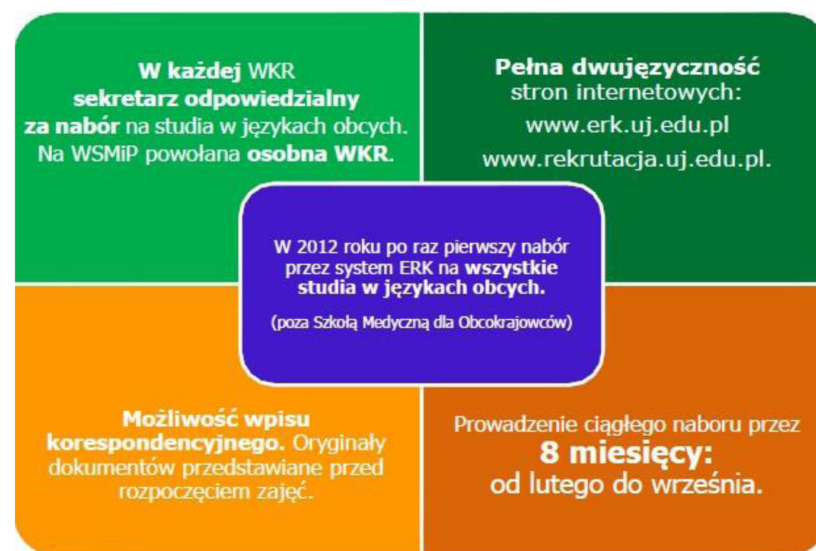 W każdej WKR
sekretarz odpowiedzialny
za nabór na studia w językach obcych.
Na WSMiP powołana osobna WKR.
Pełna dwujęzyczność
stron internetowych:
www.erk.uj.edu.pl
www.rekrutacja.uj.edu.pl.
W 2012 roku po raz pierwszy nabór
przez system ERK na wszystkie
studia w językach obcych.
(poza Szkołą Medyczną dla Obcokrajowców)
Możliwość wpisu
korespondencyjnego. Oryginały
dokumentów przedstawiane przed
rozpoczęciem zajęć.
Prowadzenie ciągłego naboru przez
8 miesięcy:
od lutego do września.